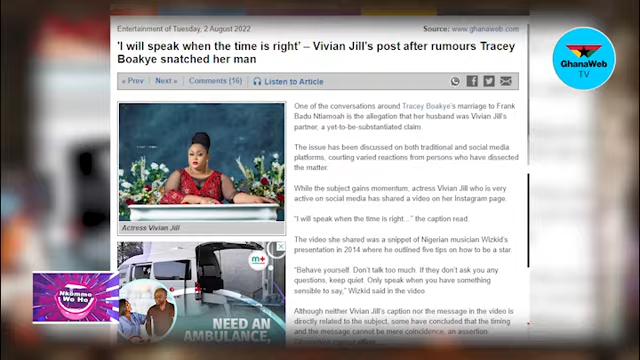 Entertainment of Tuesday, 2 August 2022
Source: www.ghanaweb.com
'I will speak when the time is right' – Vivian Jill's post after rumours Tracey
Boakye snatched her man
« Prev
Next »
Comments (16)
Listen to Article
GhanaWeb
TV
One of the conversations around Tracey Boakye's marriage to Frank
Badu Ntiamoah is the allegation that her husband was Vivian Jill's
partner, a yet-to-be-substantiated claim.
The issue has been discussed on both traditional and social media
platforms, courting varied reactions from persons who have dissected
the matter.
While the subject gains momentum, actress Vivian Jill who is very
active on social media has shared a video on her Instagram page.
"I will speak when the time is right..." the caption read.
The video she shared was a snippet of Nigerian musician Wizkid's
presentation in 2014 where he outlined five tips on how to be a star.
"Behave yourself. Don't talk too much. If they don't ask you any
questions, keep quiet. Only speak when you have something
sensible to say," Wizkid said in the video
Although neither Vivian Jill's caption nor the message in the video is
directly related to the subject, some have concluded that the timing
and the message cannot be mere coincidence, an assertion
Actress Vivian Jill
m+
NEED AN
AMBULANCE,
Nkommo
Wo Ho